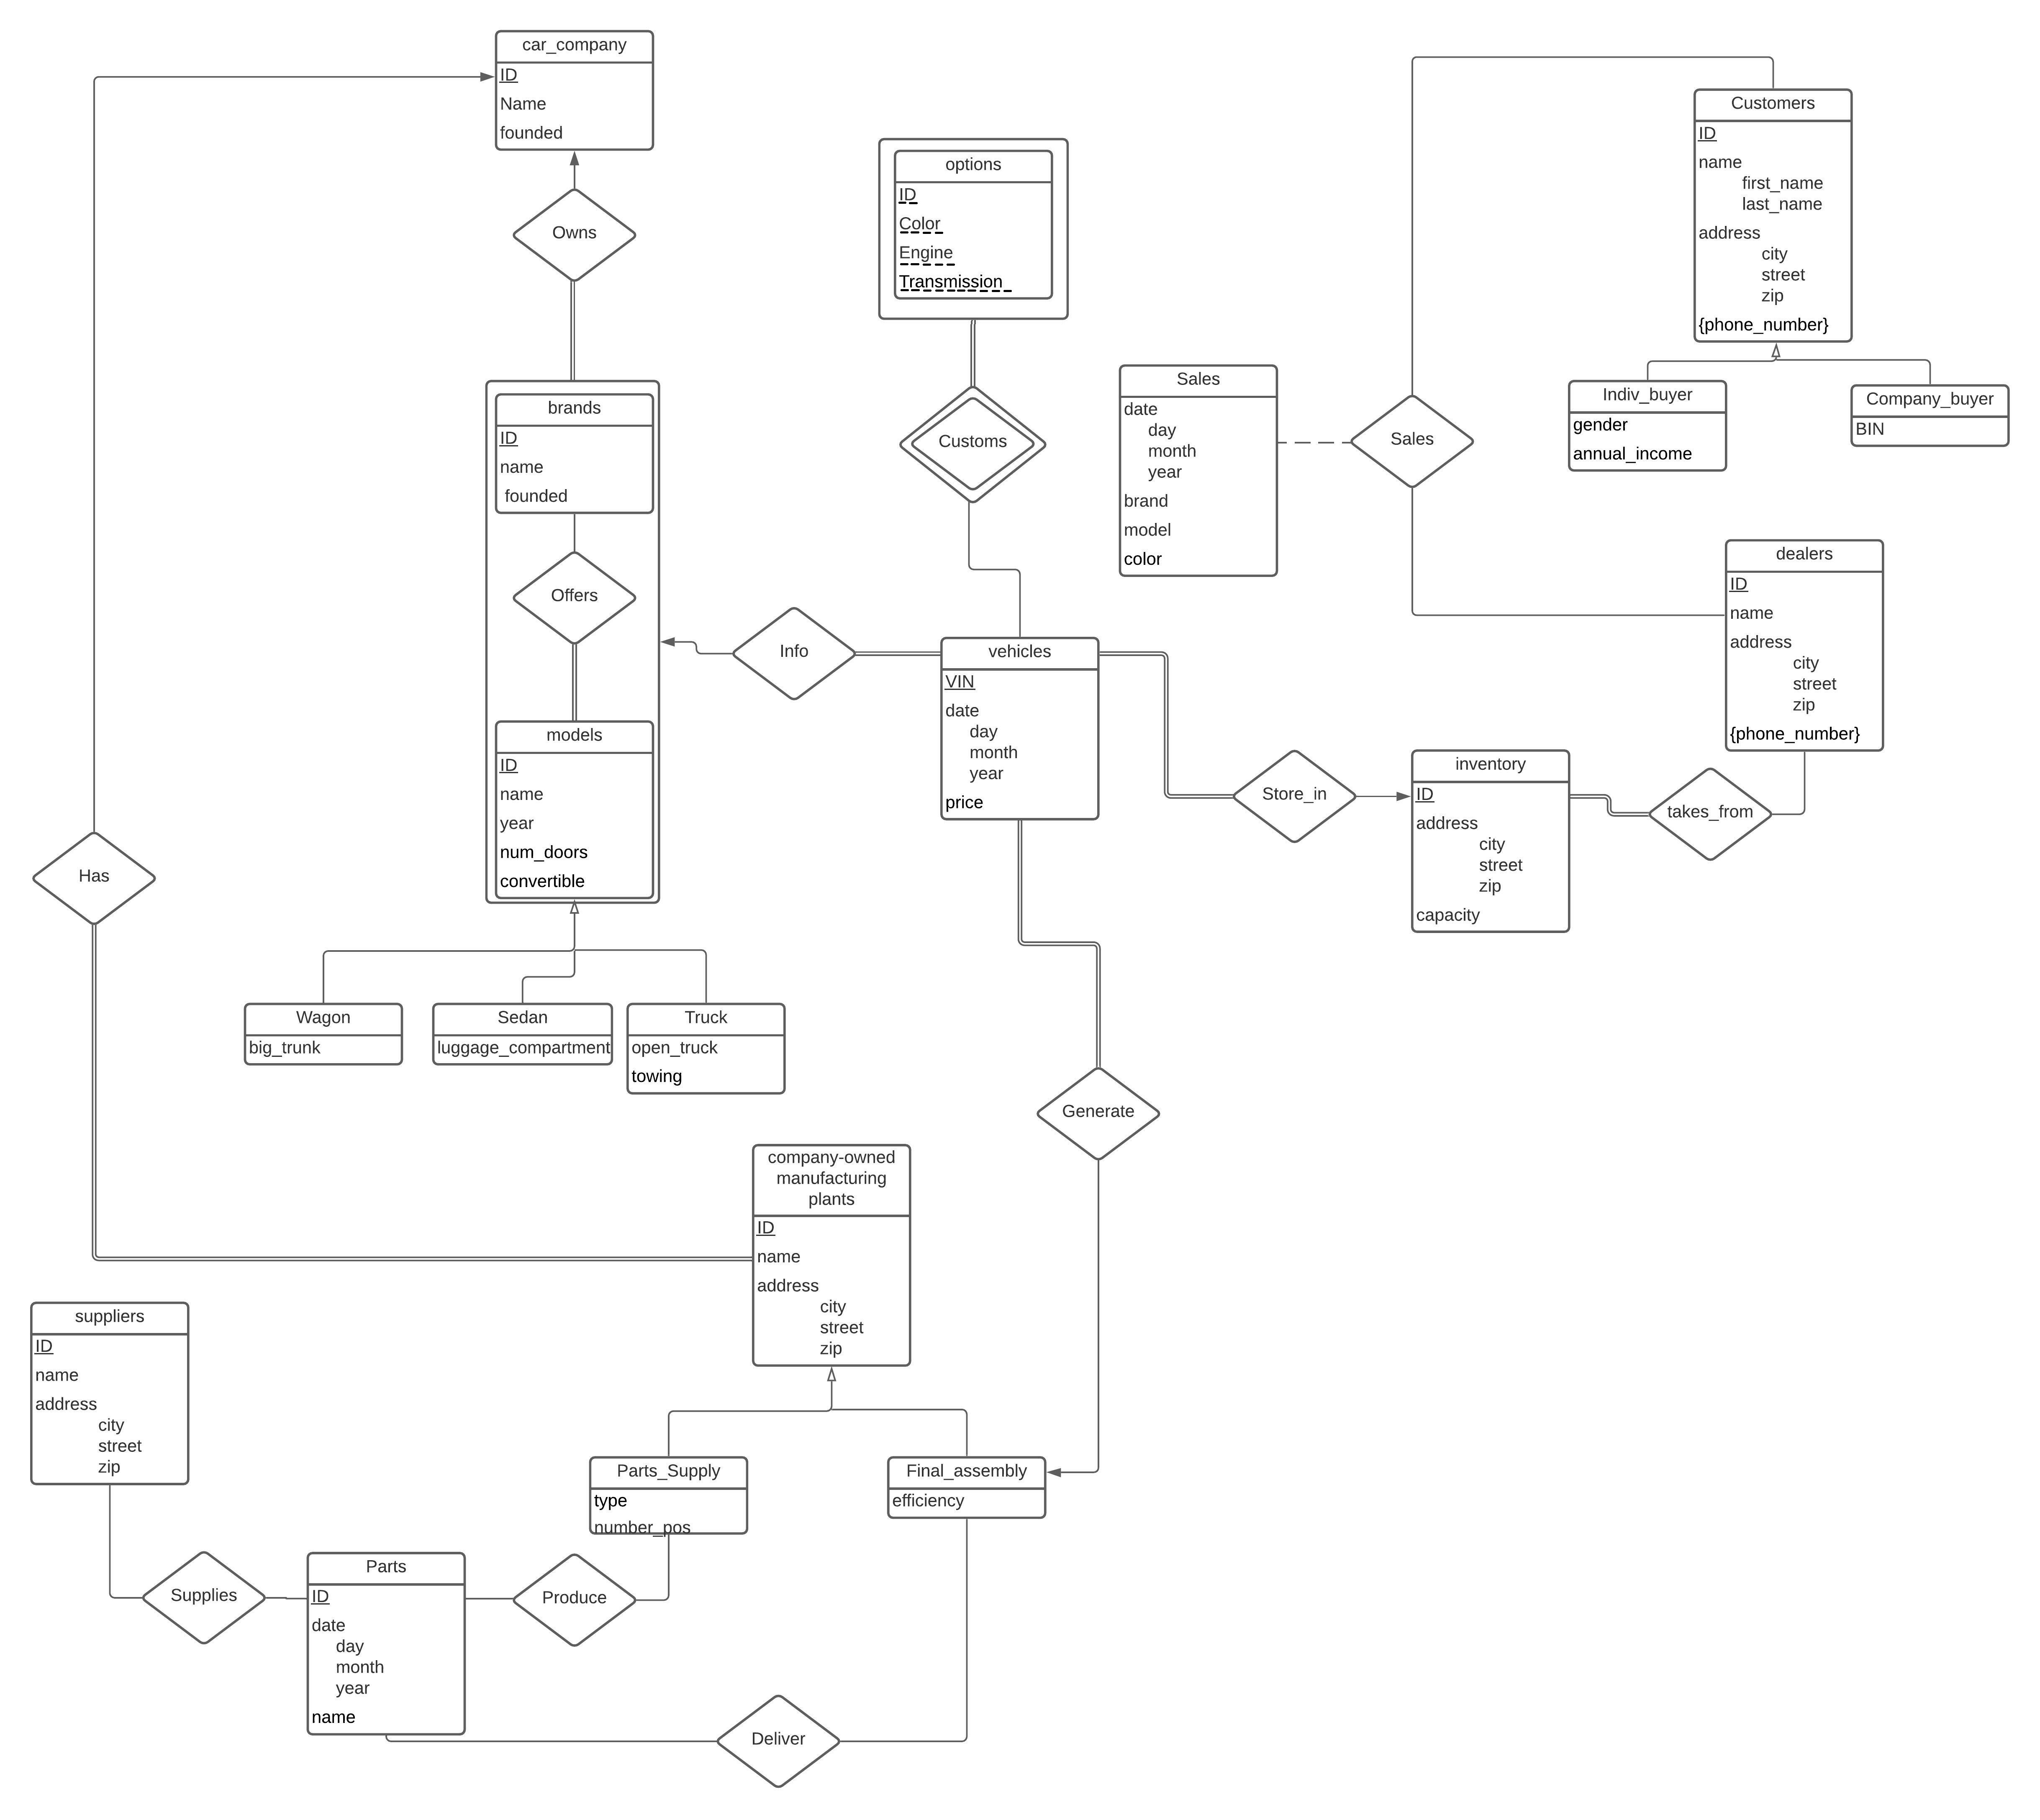 car_company
ID
Name
founded
Owns
options
ID
Color
Engine
Transmission
Customers
ID
name
first_name
last_name
address
city
street
zip
{phone_number}
Indiv_buyer
gender
annual_income
Company_buyer
BIN
brands
ID
name
founded
Offers
models
ID
name
year
num_doors
convertible
Customs
Sales
date
day
month
year
brand
model
color
Sales
dealers
ID
name
address
city
street
zip
{phone_number}
Info
vehicles
VIN
date
day
month
year
price
Store_in
inventory
ID
address
city
street
zip
capacity
takes_from
Has
Wagon
big_trunk
Sedan
luggage_compartment
Truck
open_truck
towing
Generate
company-owned
manufacturing
plants
ID
name
address
city
street
zip
suppliers
ID
name
address
city
street
zip
Parts_Supply
type
number_pos
Final_assembly
efficiency
Supplies
Parts
ID
date
day
month
year
name
Produce
Deliver